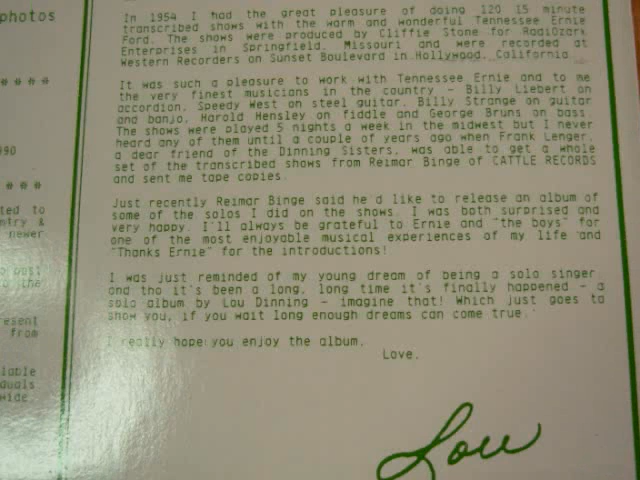 photos
* * * *
990
* * *
ted to
ntry &
newer
o past
o the
resent
from
lable
duals
wide.
In 1954 I had the great pleasure of doing 120 15 minute
transcribed shows with the warm and wonderful Tennessee Ernie
Ford. The shows were produced by Cliffie Stone for RadiOzark
Enterprises in Springfield, Missouri and were recorded at
Western Recorders on Sunset Boulevard in Hollywood, California.
It was such a pleasure to work with Tennessee Ernie and to me
the very finest musicians in the country - Billy Liebert on
accordion, Speedy West on steel guitar, Billy Strange on guitar
and banjo, Harold Hensley on fiddle and George Bruns on bass.
The shows were played 5 nights a week in the midwest but I never
heard any of them until a couple of years ago when Frank Lenger,
a dear friend of the Dinning Sisters, was able to get a whole
set of the transcribed shows from Reimar Binge of CATTLE RECORDS
and sent me tape copies.
Just recently Reimar Binge said he'd like to release an album of
some of the solos I did on the shows. I was both surprised and
very happy. I'll always be grateful to Ernie and "the boys" for
one of the most enjoyable musical experiences of my life and
"Thanks Ernie" for the introductions!
I was just reminded of my young dream of being a solo singer
and tho it's been a long, long time it's finally happened - a
solo album by Lou Dinning - imagine that! Which just goes to
show you, if you wait long enough dreams can come true.
I really hope you enjoy the album.
Love,
Lou